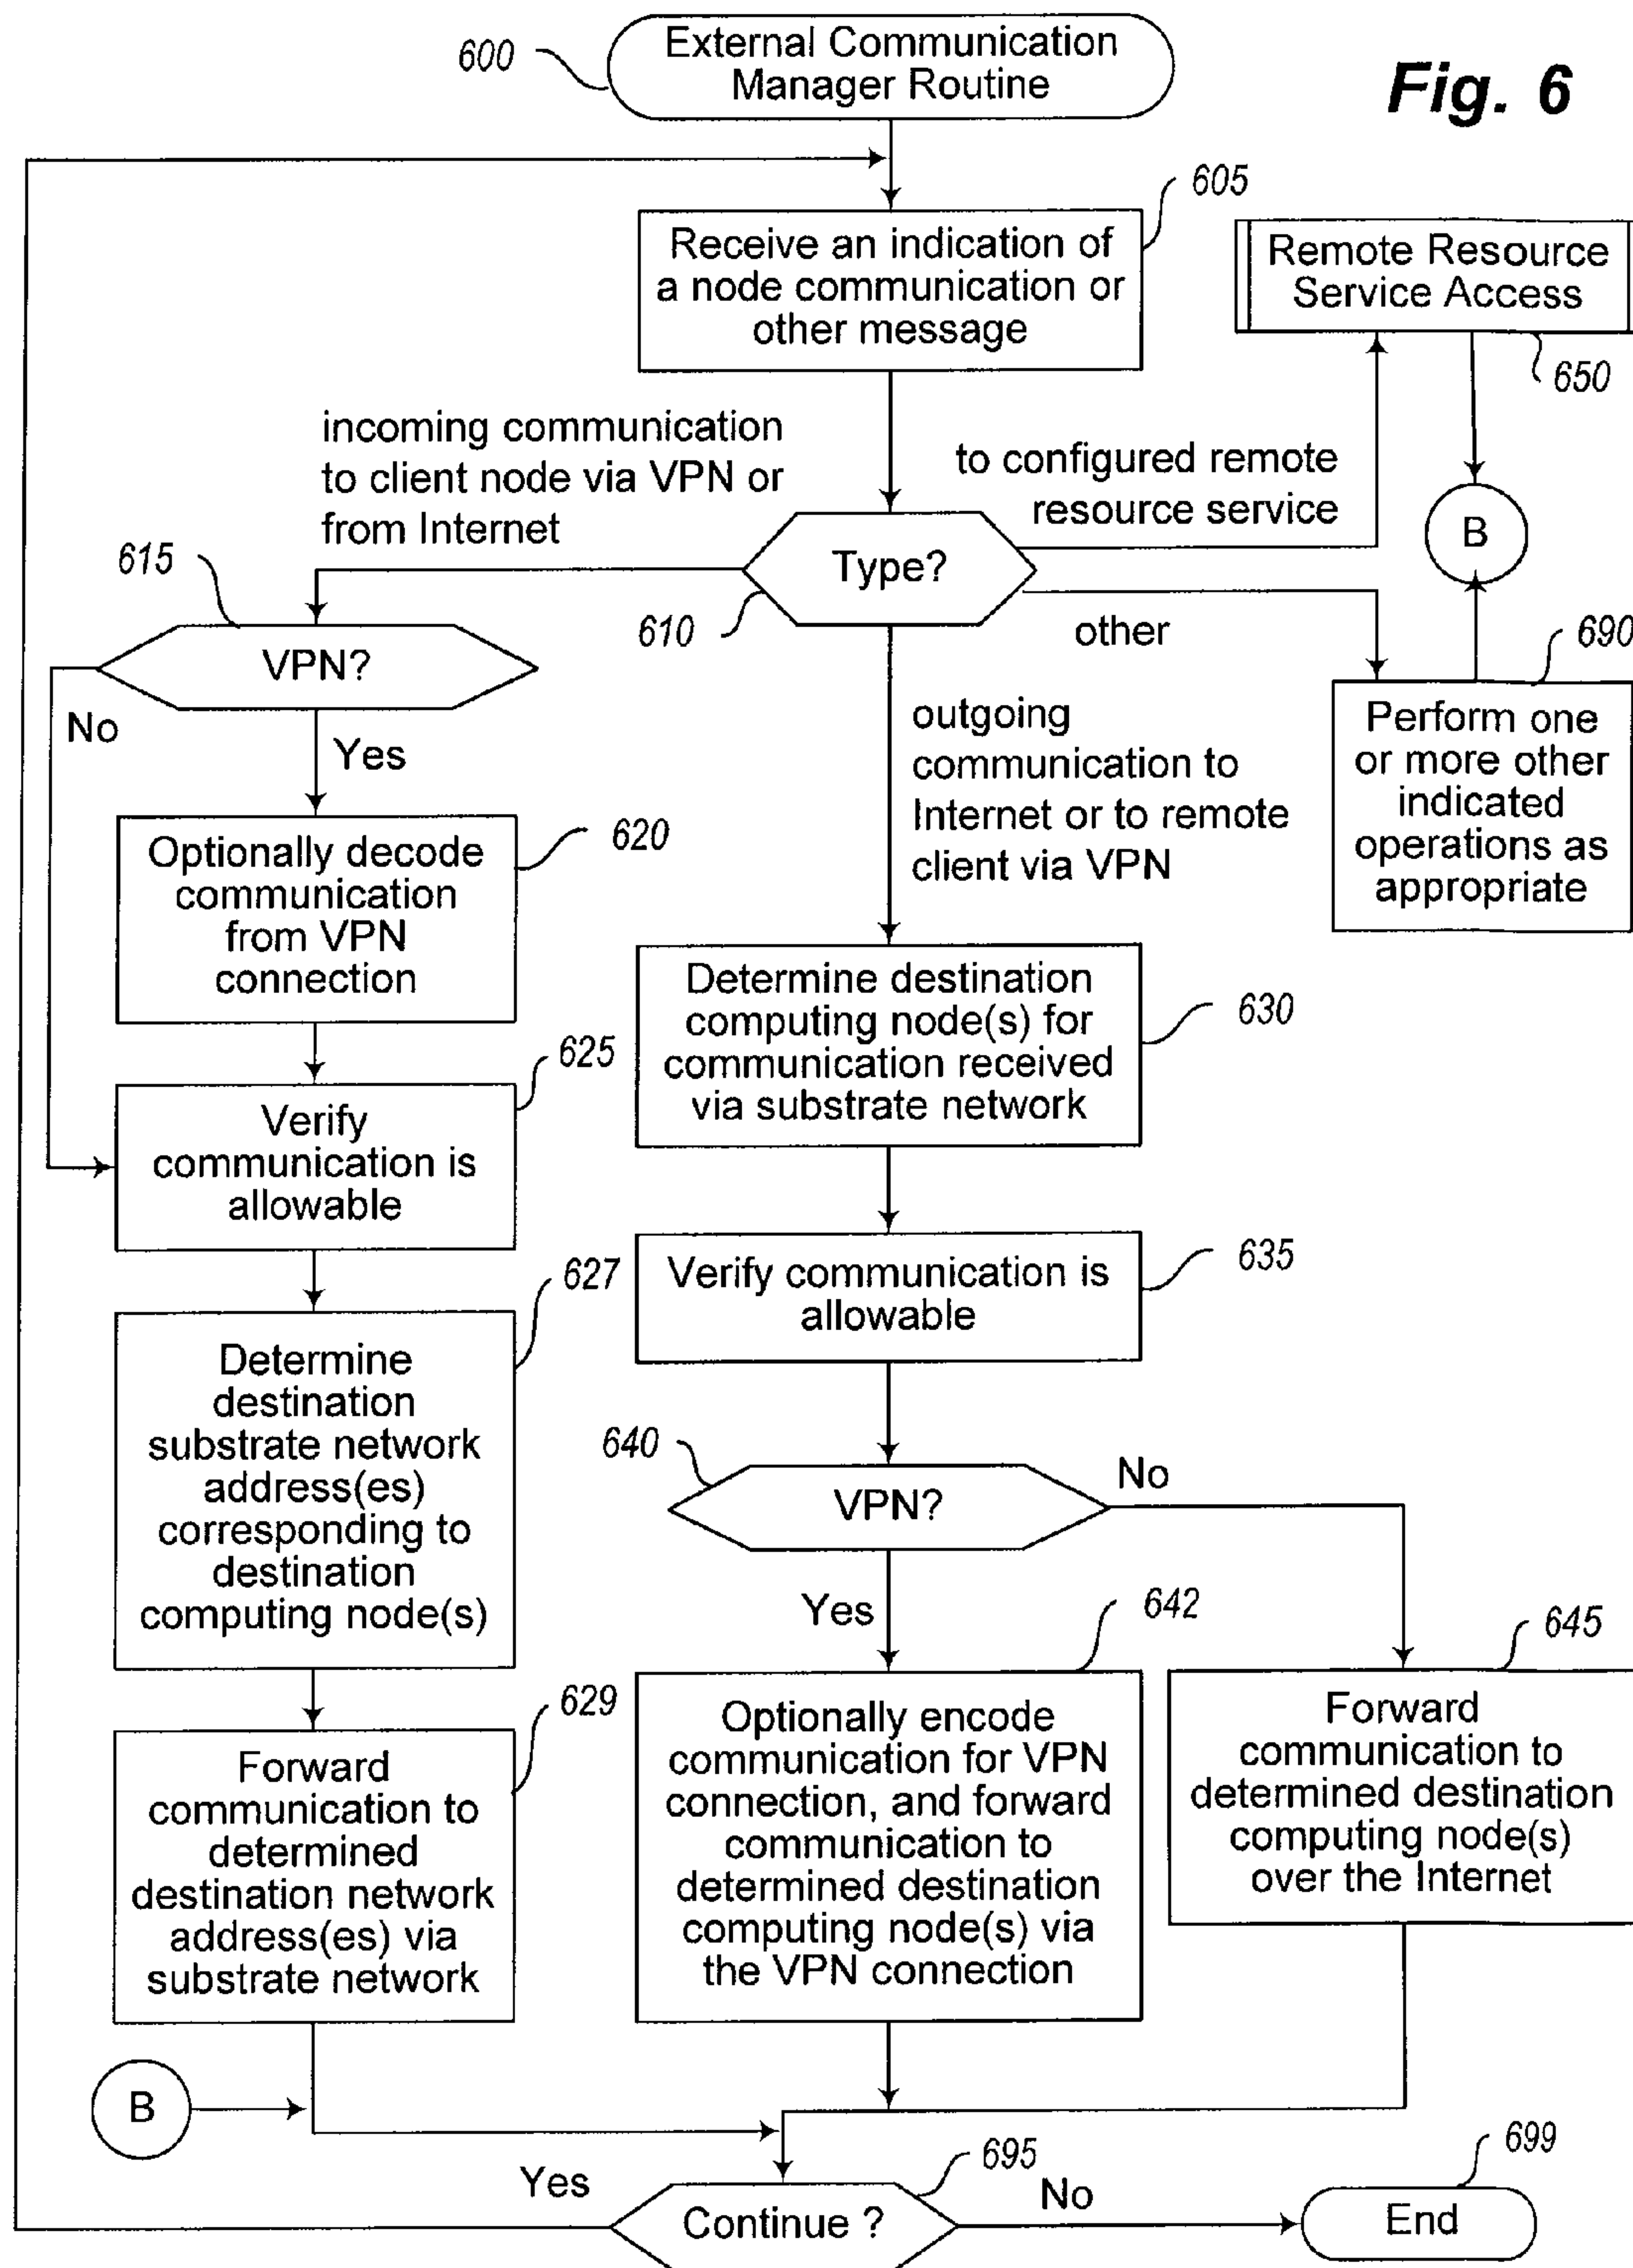 600
External Communication
Manager Routine
Fig. 6
605
Receive an indication of
a node communication or
other message
Remote Resource
Service Access
650
incoming communication
to client node via VPN or
from Internet
to configured remote
resource service
B
615
Type?
610
other
690
VPN?
No
Yes
outgoing
communication to
Internet or to remote
client via VPN
Perform one
or more other
indicated
operations as
appropriate
Optionally decode
communication
from VPN
connection
620
Determine destination
computing node(s) for
communication received
via substrate network
630
625
Verify
communication is
allowable
635
Verify communication is
allowable
627
Determine
destination
substrate network
address(es)
corresponding to
destination
computing node(s)
640
VPN?
No
Yes
642
645
629
Forward
communication to
determined
destination network
address(es) via
substrate network
Optionally encode
communication for VPN
connection, and forward
communication to
determined destination
computing node(s) via
the VPN connection
Forward
communication to
determined destination
computing node(s)
over the Internet
B
695
699
Yes
Continue ?
No
End